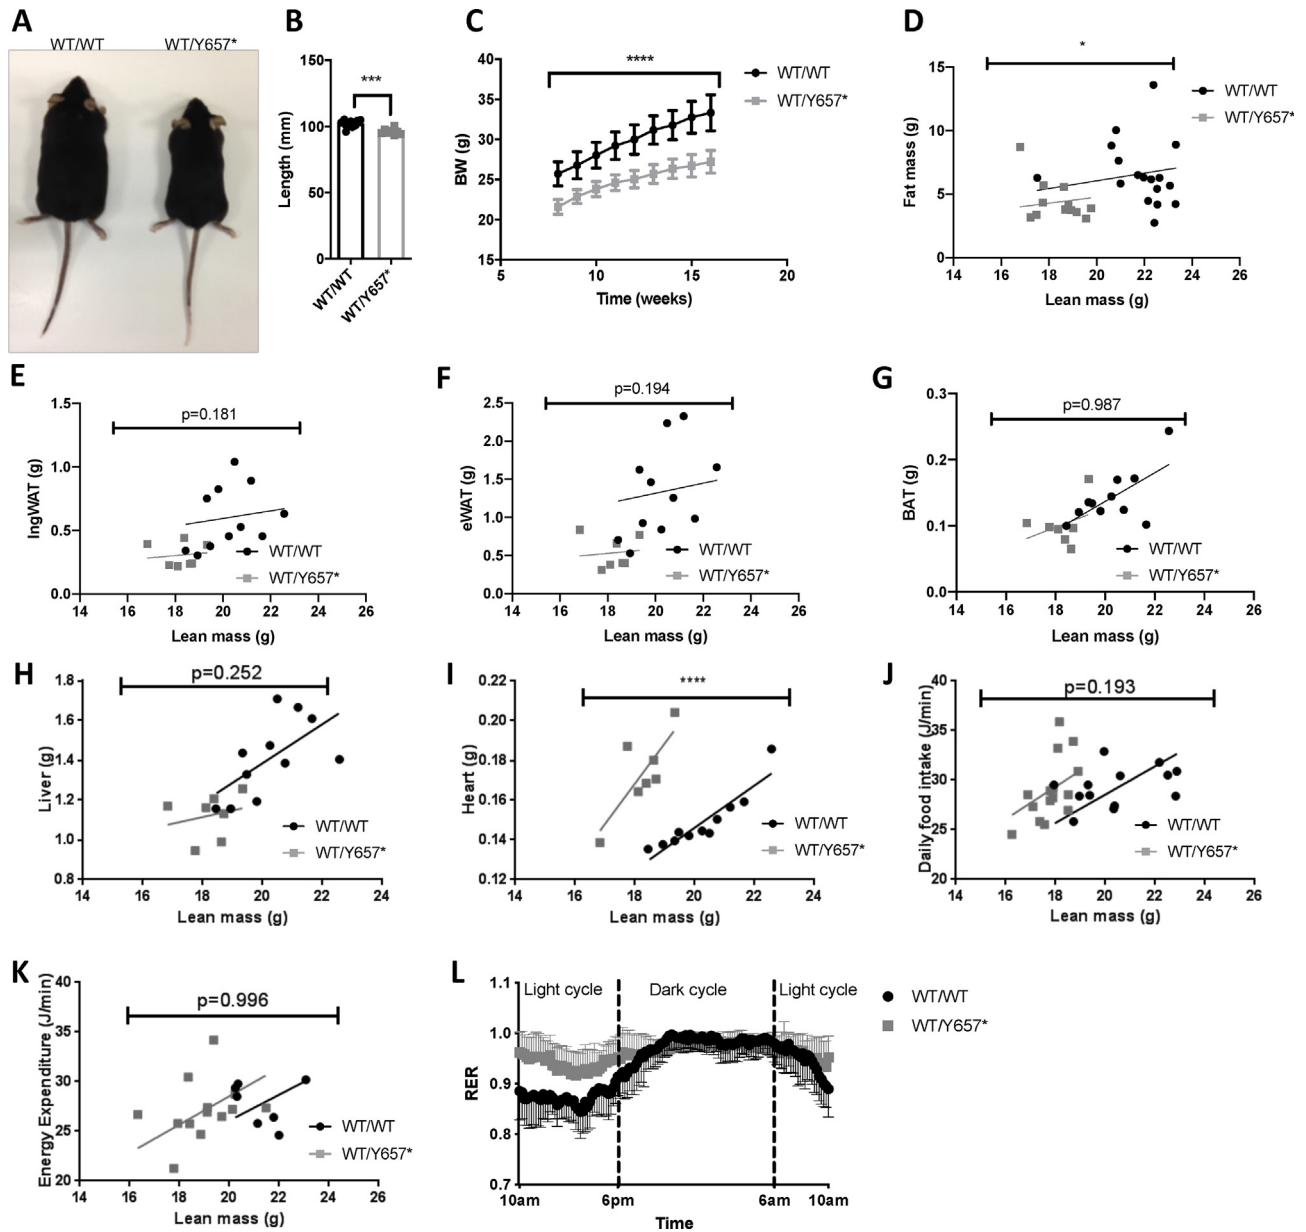 A
WT/WT WT/Y657*
B
150
100
50
0
Length (mm)
***
WT/WT
WT/Y657*
C
40
35
30
25
20
15
BW (g)
****
5 10 15 20
Time (weeks)
WT/WT
WT/Y657*
D
15
10
5
0
Fat mass (g)
*
14 16 18 20 22 24 26
Lean mass (g)
WT/WT
WT/Y657*
E
1.5
1.0
0.5
0.0
IngWAT (g)
p=0.181
14 16 18 20 22 24 26
Lean mass (g)
WT/WT
WT/Y657*
F
2.5
2.0
1.5
1.0
0.5
0.0
eWAT (g)
p=0.194
14 16 18 20 22 24 26
Lean mass (g)
WT/WT
WT/Y657*
G
0.3
0.2
0.1
0.0
BAT (g)
p=0.987
14 16 18 20 22 24 26
Lean mass (g)
WT/WT
WT/Y657*
H
1.8
1.6
1.4
1.2
1.0
0.8
Liver (g)
p=0.252
14 16 18 20 22 24
Lean mass (g)
WT/WT
WT/Y657*
I
0.22
0.20
0.18
0.16
0.14
0.12
Heart (g)
****
14 16 18 20 22 24
Lean mass (g)
WT/WT
WT/Y657*
J
40
35
30
25
20
Daily food intake (J/min)
p=0.193
14 16 18 20 22 24 26
Lean mass (g)
WT/WT
WT/Y657*
K
40
35
30
25
20
Energy Expenditure (J/min)
p=0.996
14 16 18 20 22 24 26
Lean mass (g)
WT/WT
WT/Y657*
L
1.1
1.0
0.9
0.8
0.7
RER
Light cycle Dark cycle Light cycle
10am 6pm 6am 10am
Time
WT/WT
WT/Y657*